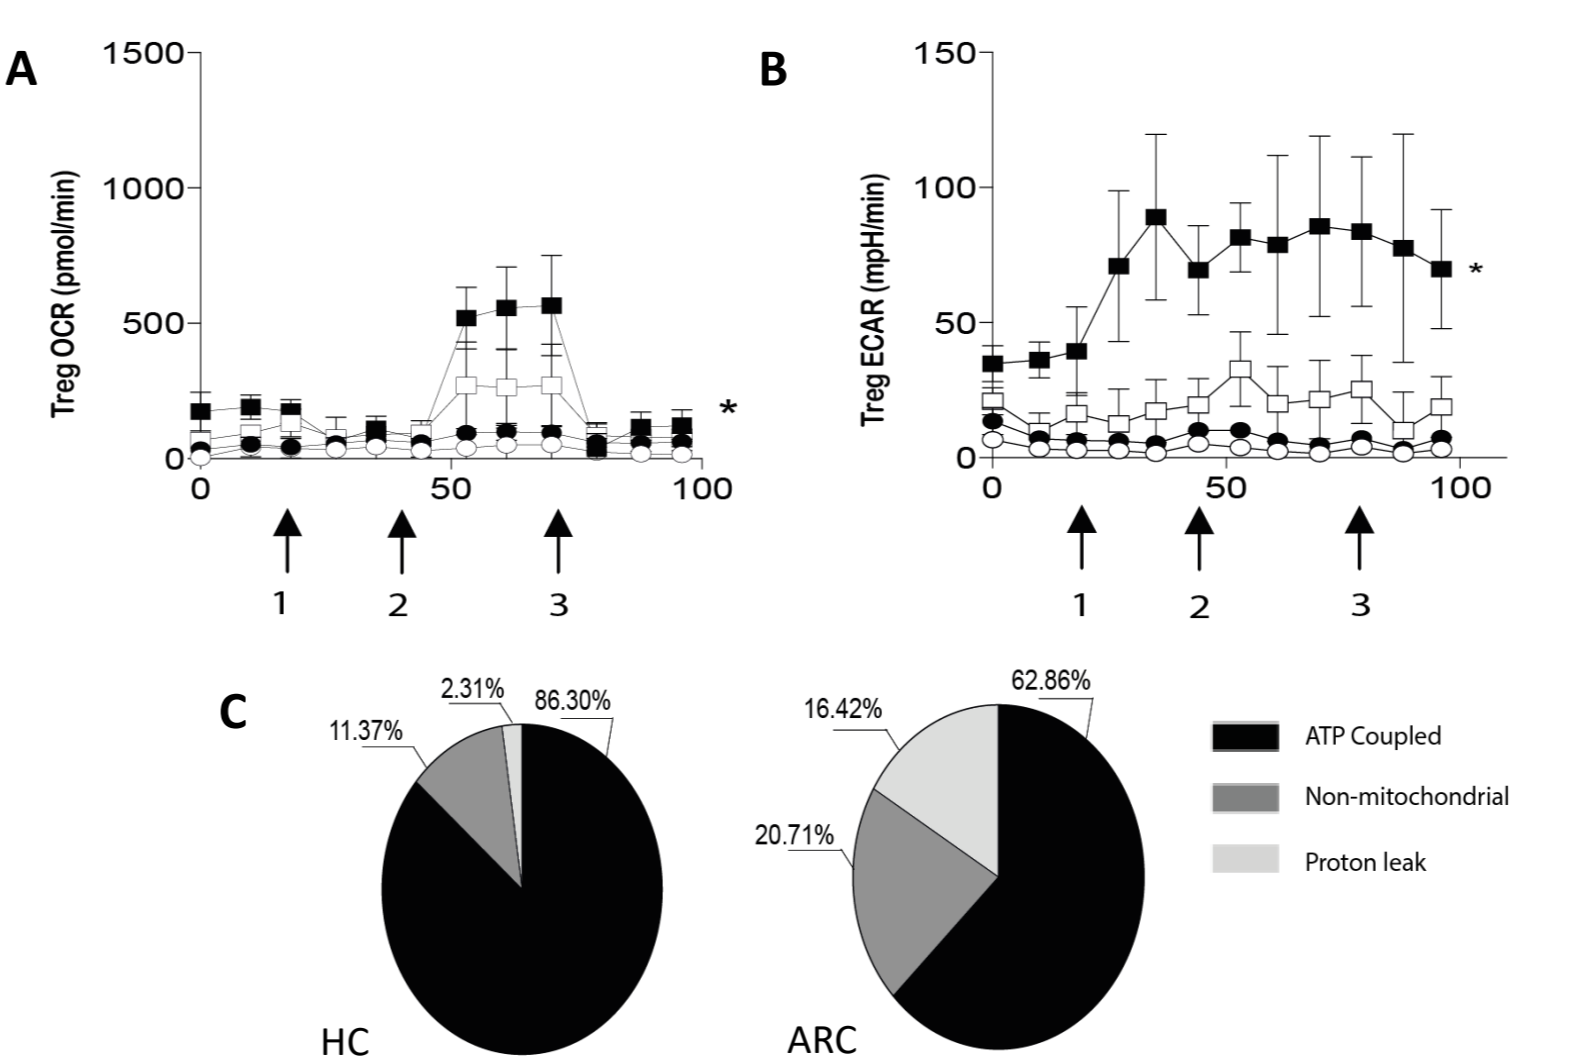 A
Treg OCR (pmol/min)
1500
1000
500
0
0 50 100
*
1 2 3
B
Treg ECAR (mpH/min)
150
100
50
0
0 50 100
*
1 2 3
C
2.31%
86.30%
11.37%
HC
62.86%
16.42%
20.71%
ARC
ATP Coupled
Non-mitochondrial
Proton leak